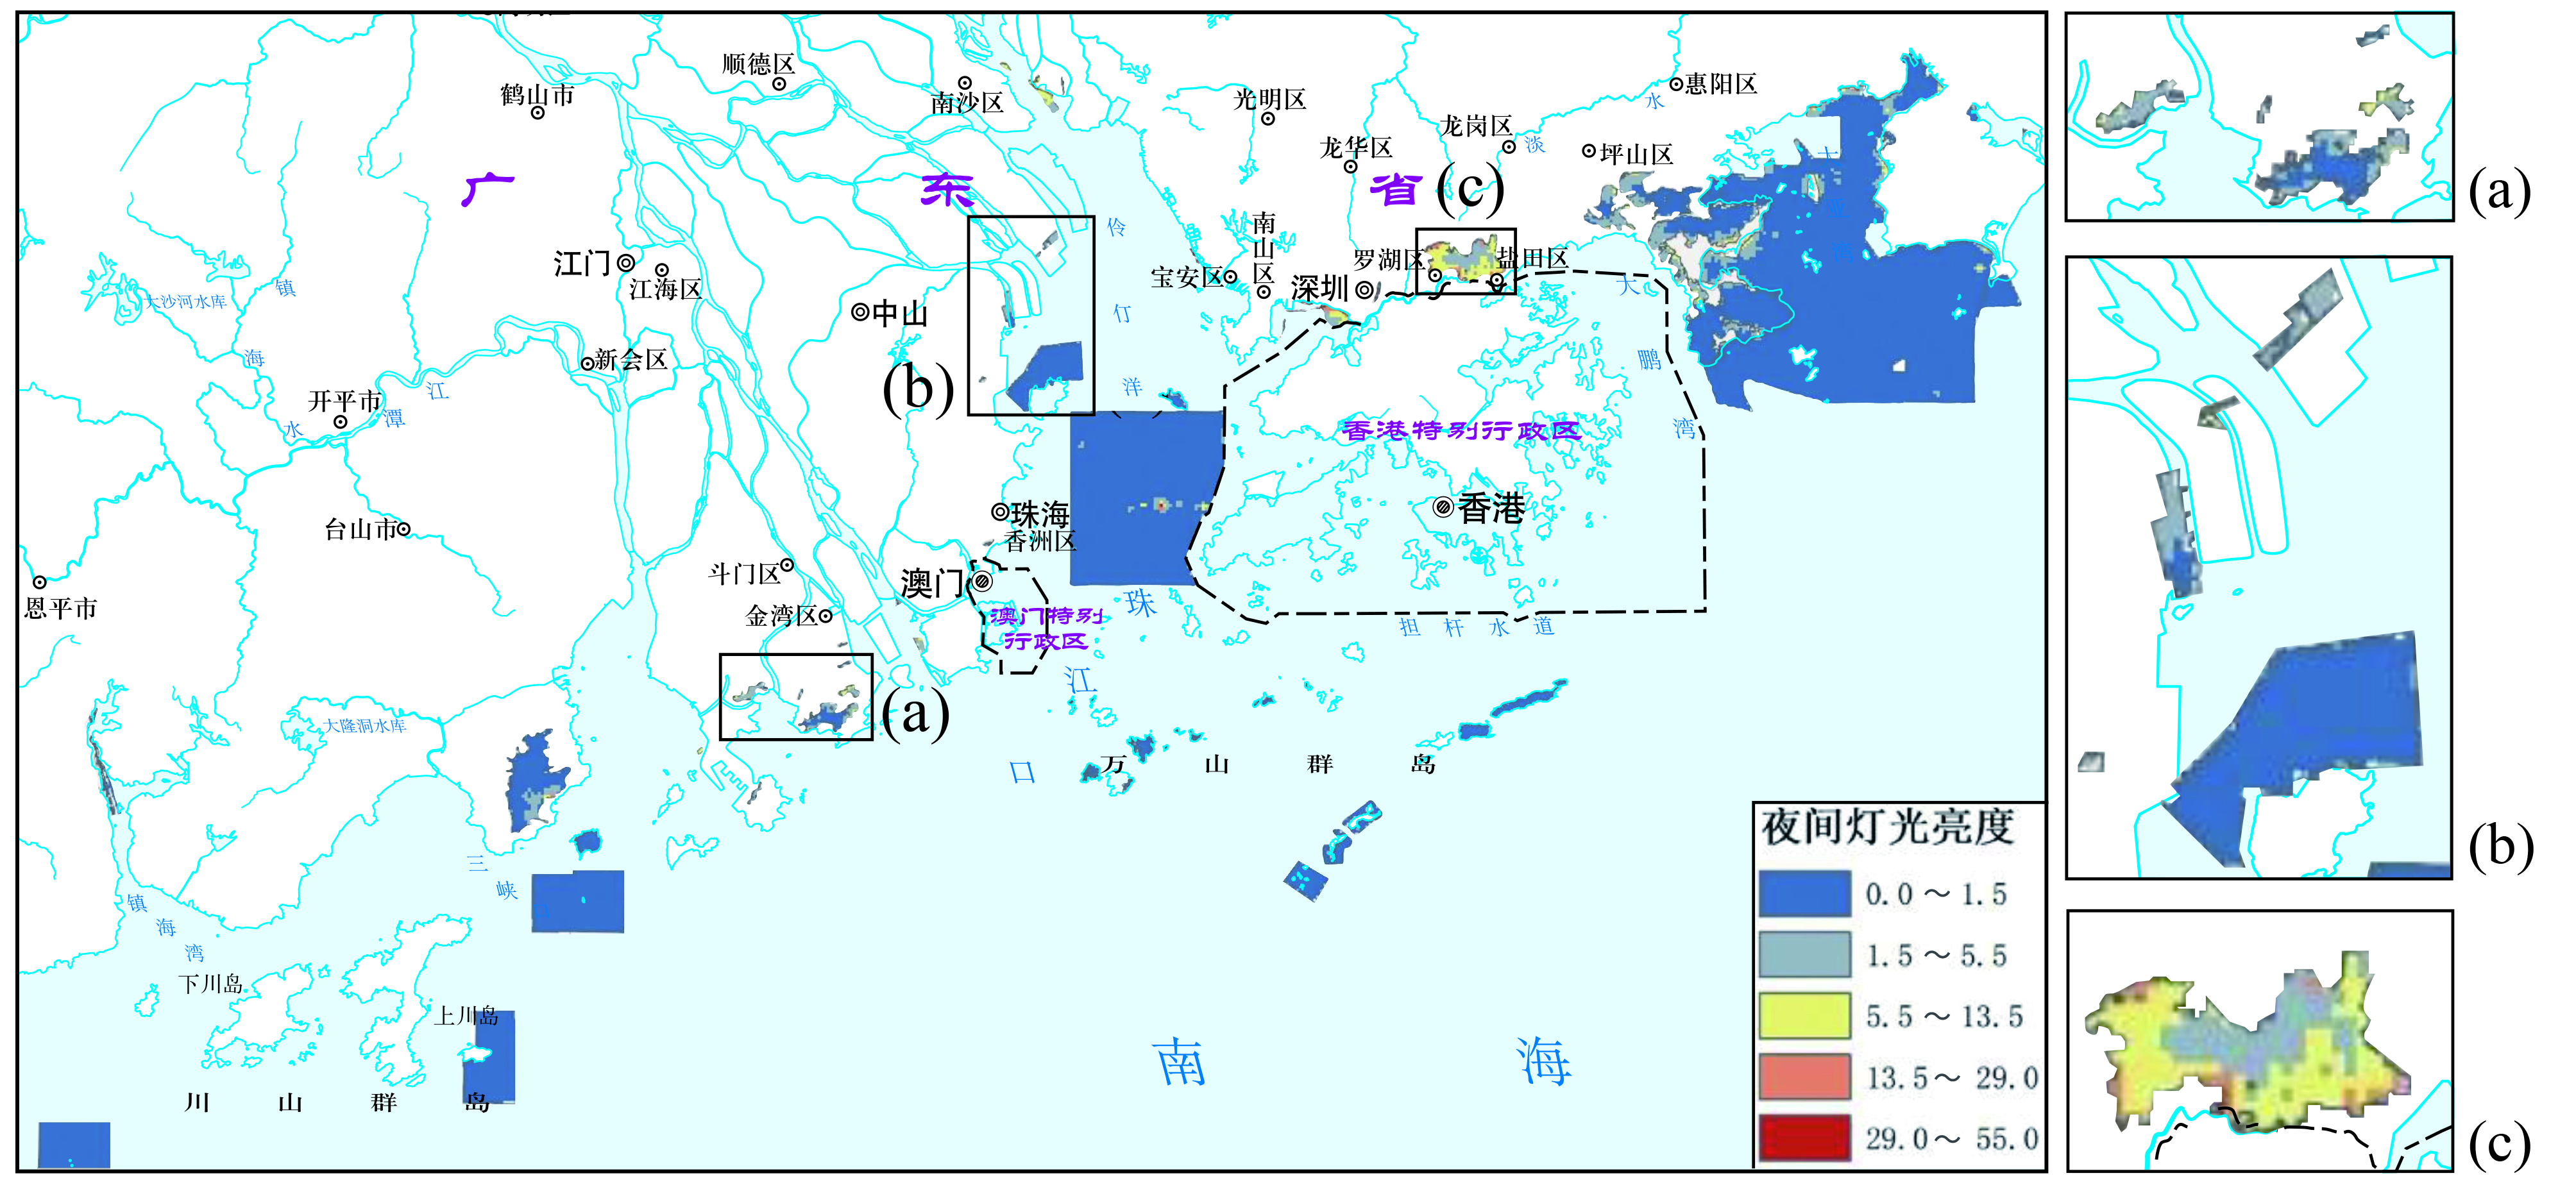 顺德区
鹤山市
南沙区
光明区
惠阳区
水
淡
龙岗区
龙华区
坪山区
广
东
省
(c)
大
伶
南
山
区
江门
江海区
大沙河水库
镇
海
水
宝安区
深圳
罗湖区
盐田区
大
鹏
湾
中山
仃
洋
新会区
开平市
潭
江
(b)
香港特别行政区
香港
珠海
香洲区
台山市
恩平市
斗门区
金湾区
澳门
澳门特别
行政区
珠
江
口
担 杆 水 道
(a)
大隆洞水库
万 山 群 岛
三
峡
镇
海
湾
下川岛
上川岛
川 山 群 岛
南 海
夜间灯光亮度
0.0～1.5
1.5～5.5
5.5～13.5
13.5～29.0
29.0～55.0
(a)
(b)
(c)